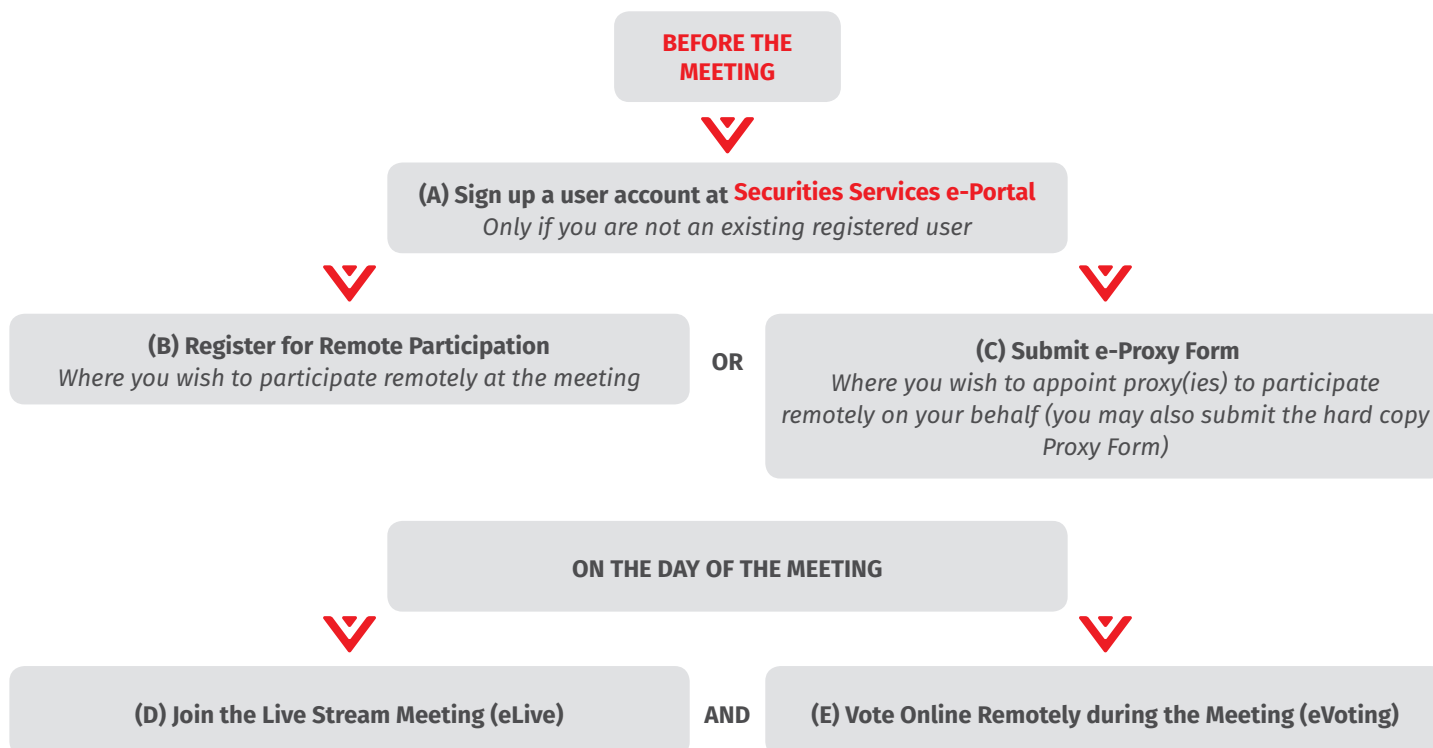 BEFORE THE
MEETING
(A) Sign up a user account at Securities Services e-Portal
Only if you are not an existing registered user
(B) Register for Remote Participation
Where you wish to participate remotely at the meeting
OR
(C) Submit e-Proxy Form
Where you wish to appoint proxy(ies) to participate
remotely on your behalf (you may also submit the hard copy
Proxy Form)
ON THE DAY OF THE MEETING
(D) Join the Live Stream Meeting (eLive)
AND
(E) Vote Online Remotely during the Meeting (eVoting)